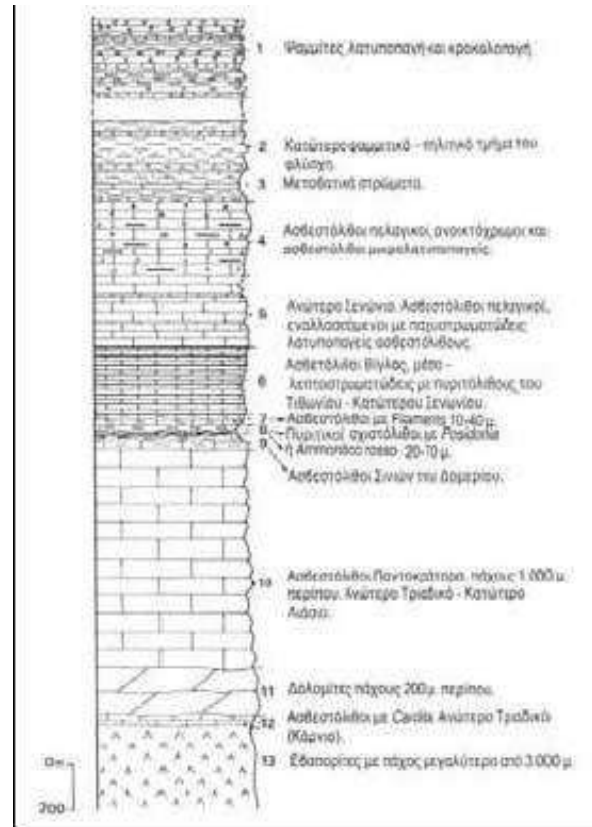 1 Ψαμμίτες, λατυποπαγή και κροκαλοπαγή.
2 Κατώτερο ψαμμιτικό - πηλιτικό τμήμα του
φλύσχη.
3 Μεταβατικά στρώματα.
4 Ασβεστόλιθοι πελαγικοί, ανοικτόχρωμοι και
ασβεστόλιθοι μικρολατυποπαγείς.
5 Ανώτερο Σενώνιο. Ασβεστόλιθοι πελαγικοί,
εναλλασσόμενοι με παχυστρωματώδεις
λατυποπαγείς ασβεστόλιθους.
6 Ασβετόλιθοι Βίγλας, μέσο -
λεπτοστρωματώδεις με πυριτόλιθους του
Τιθωνίου - Κατώτερου Σενωνίου.
7 Ασβεστόλιθοι με Filaments 10-40 μ.
8 Πυριτικοί σχιστόλιθοι με Posidonia
9 ή Ammonitico rosso 20-70 μ.
Ασβεστόλιθοι Σινιών του Δομερίου.
10 Ασβεστόλιθοι Παντοκράτορα, πάχους 1.000 μ.
περίπου. Ανώτερο Τριαδικό - Κατώτερο
Λιάσιο.
11 Δολομίτες πάχους 200 μ. περίπου.
12 Ασβεστόλιθοι με Cardita Ανώτερο Τριαδικό
(Κάρνιο).
0m
13 Εβαπορίτες με πάχος μεγαλύτερο από 3.000 μ.
200